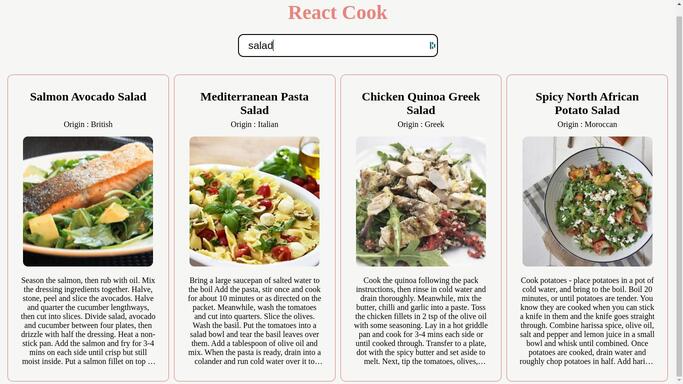 React Cook
salad
Salmon Avocado Salad
Origin : British
Season the salmon, then rub with oil. Mix
the dressing ingredients together. Halve,
stone, peel and slice the avocados. Halve
and quarter the cucumber lengthways,
then cut into slices. Divide salad, avocado
and cucumber between four plates, then
drizzle with half the dressing. Heat a non-
stick pan. Add the salmon and fry for 3-4
mins on each side until crisp but still
moist inside. Put a salmon fillet on top ...
Mediterranean Pasta
Salad
Origin : Italian
Bring a large saucepan of salted water to
the boil Add the pasta, stir once and cook
for about 10 minutes or as directed on the
packet. Meanwhile, wash the tomatoes
and cut into quarters. Slice the olives.
Wash the basil. Put the tomatoes into a
salad bowl and tear the basil leaves over
them. Add a tablespoon of olive oil and
mix. When the pasta is ready, drain into a
colander and run cold water over it to...
Chicken Quinoa Greek
Salad
Origin : Greek
Cook the quinoa following the pack
instructions, then rinse in cold water and
drain thoroughly. Meanwhile, mix the
butter, chilli and garlic into a paste. Toss
the chicken fillets in 2 tsp of the olive oil
with some seasoning. Lay in a hot griddle
pan and cook for 3-4 mins each side or
until cooked through. Transfer to a plate,
dot with the spicy butter and set aside to
melt. Next, tip the tomatoes, olives,...
Spicy North African
Potato Salad
Origin : Moroccan
Cook potatoes - place potatoes in a pot of
cold water, and bring to the boil. Boil 20
minutes, or until potatoes are tender. You
know they are cooked when you can stick
a knife in them and the knife goes straight
through. Combine harissa spice, olive oil,
salt and pepper and lemon juice in a small
bowl and whisk until combined. Once
potatoes are cooked, drain water and
roughly chop potatoes in half. Add hari...